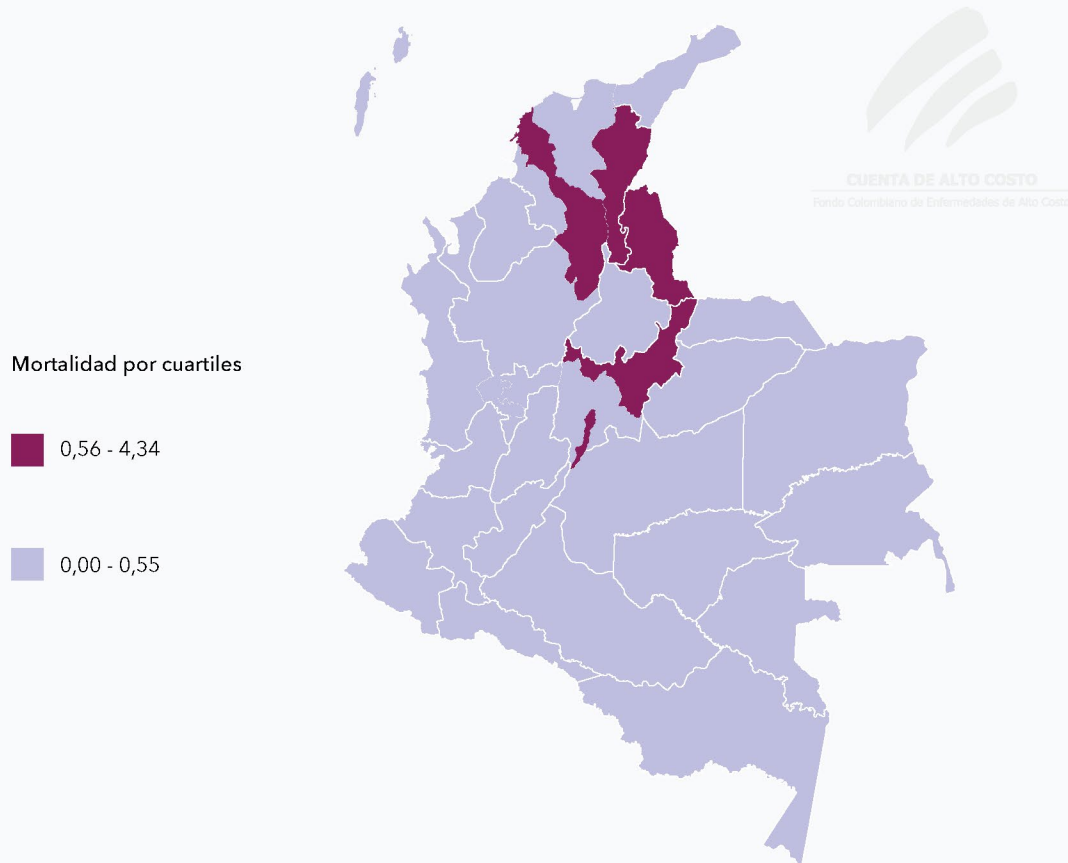 CUENTA DE ALTO COSTO
Fondo Colombiano de Enfermedades de Alto Costo
Mortalidad por cuartiles
0,56 - 4,34
0,00 - 0,55